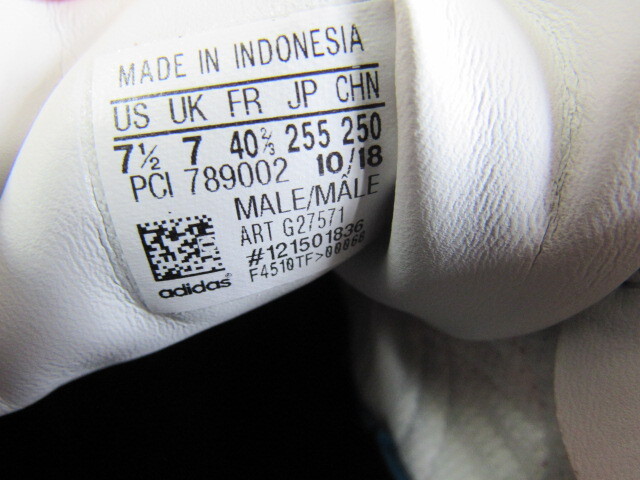 MADE IN INDONESIA
US UK FR JP CHN
7½ 7 40⅔ 255 250
PCI 789002 10/18
MALE/MÂLE
ART G27571
#121501836
F4510TF>00060
adidas